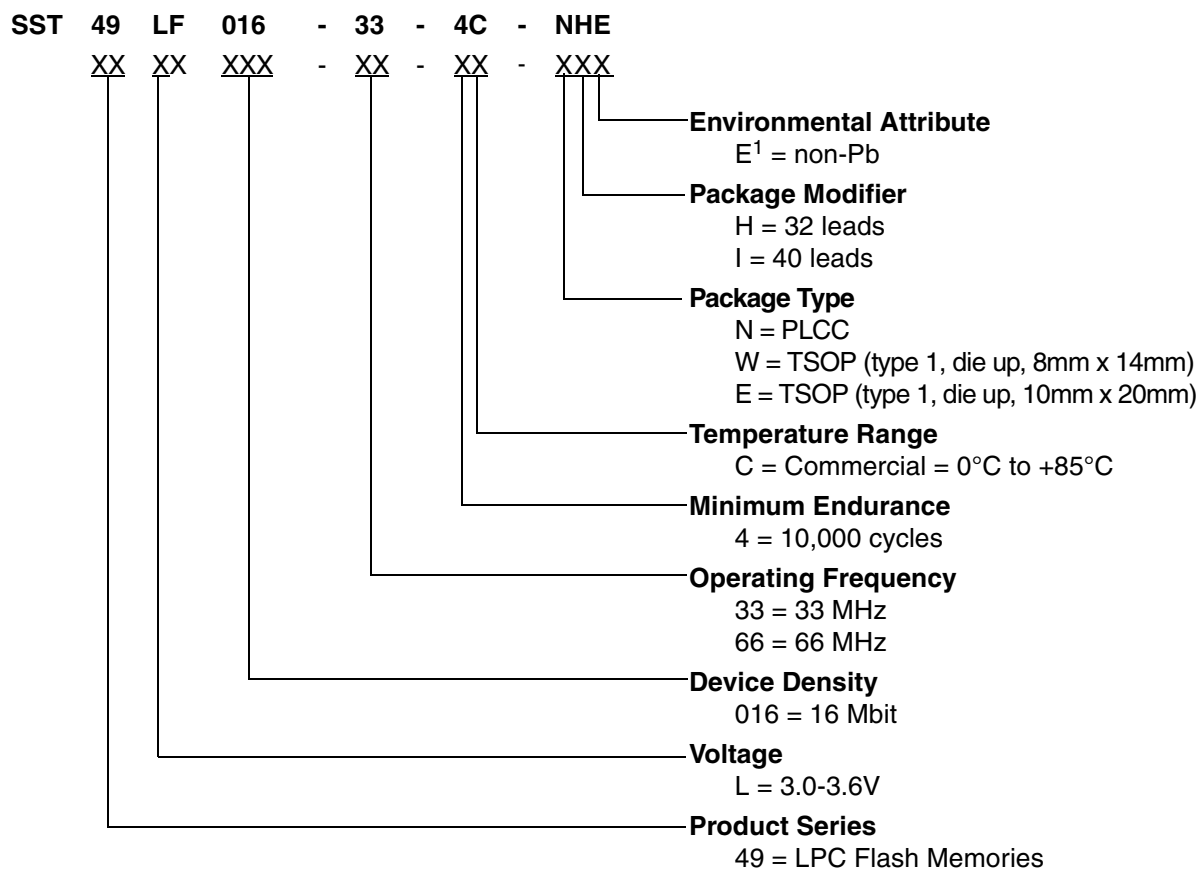 SST 49 LF 016 - 33 - 4C - NHE
XX XX XXX - XX - XX - XXX
Environmental Attribute
E1 = non-Pb
Package Modifier
H = 32 leads
I = 40 leads
Package Type
N = PLCC
W = TSOP (type 1, die up, 8mm x 14mm)
E = TSOP (type 1, die up, 10mm x 20mm)
Temperature Range
C = Commercial = 0°C to +85°C
Minimum Endurance
4 = 10,000 cycles
Operating Frequency
33 = 33 MHz
66 = 66 MHz
Device Density
016 = 16 Mbit
Voltage
L = 3.0-3.6V
Product Series
49 = LPC Flash Memories